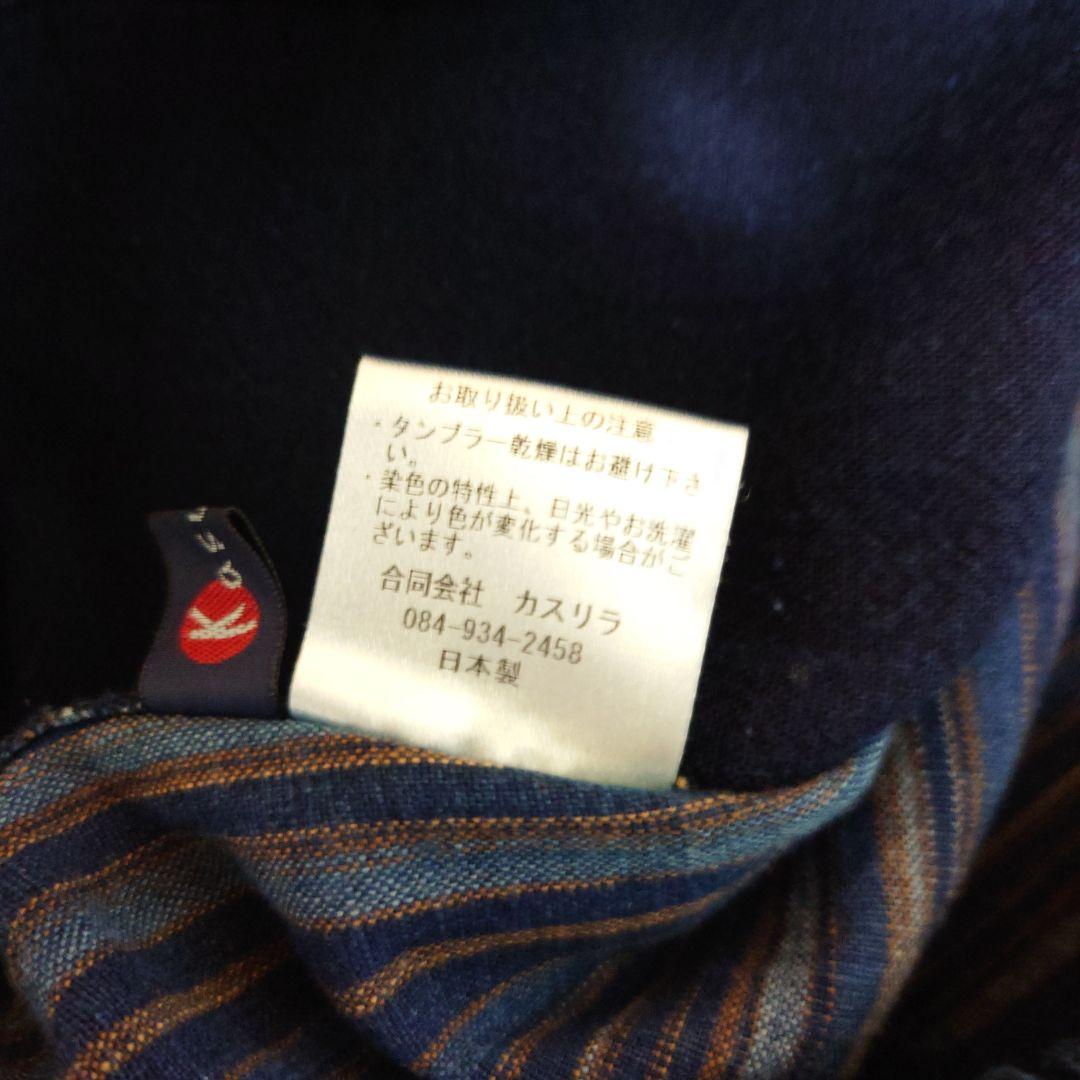 お取り扱い上の注意
・タンブラー乾燥はお避け下さ
い。
・染色の特性上、日光やお洗濯
により色が変化する場合がご
ざいます。
合同会社 カスリラ
084-934-2458
日本製
K